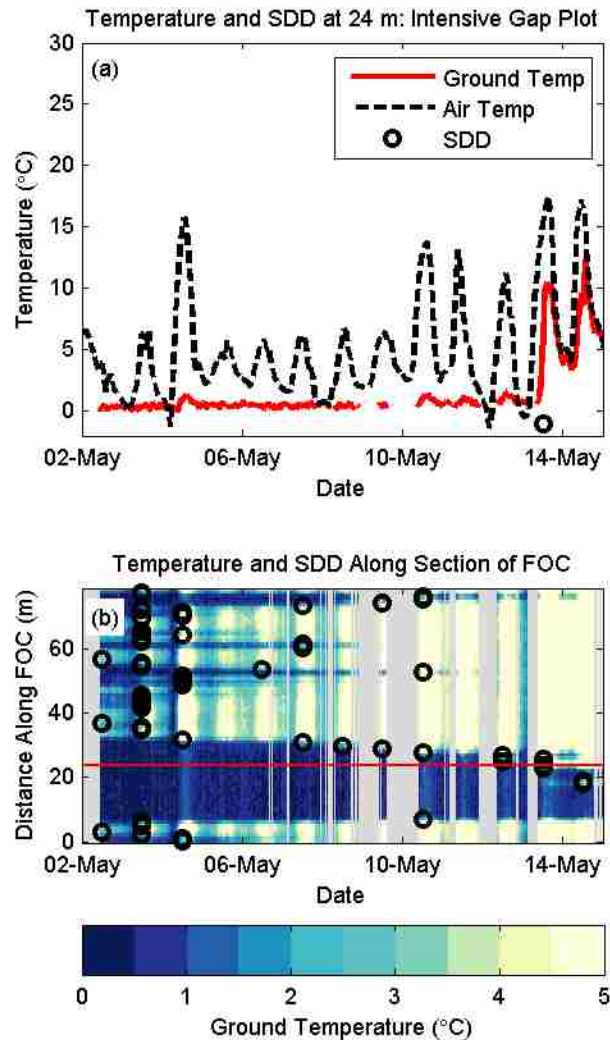 Temperature and SDD at 24 m: Intensive Gap Plot
(a)
Ground Temp
Air Temp
SDD
30
25
20
15
10
5
0
Temperature (°C)
02-May 06-May 10-May 14-May
Date
Temperature and SDD Along Section of FOC
(b)
60
40
20
0
Distance Along FOC (m)
02-May 06-May 10-May 14-May
Date
0 1 2 3 4 5
Ground Temperature (°C)